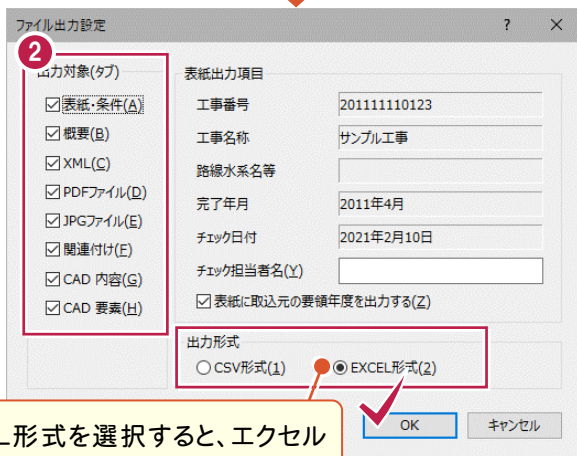 ファイル出力設定
?
×
2
出力対象(タブ)
表紙・条件(A)
概要(B)
XML(C)
PDFファイル(D)
JPGファイル(E)
関連付け(F)
CAD 内容(G)
CAD 要素(H)
表紙出力項目
工事番号 201111110123
工事名称 サンプル工事
路線水系名等
完了年月 2011年4月
チェック日付 2021年2月10日
チェック担当者名(Y)
表紙に取込元の要領年度を出力する(Z)
出力形式
CSV形式(1) EXCEL形式(2)
OK キャンセル
形式を選択すると、エクセル